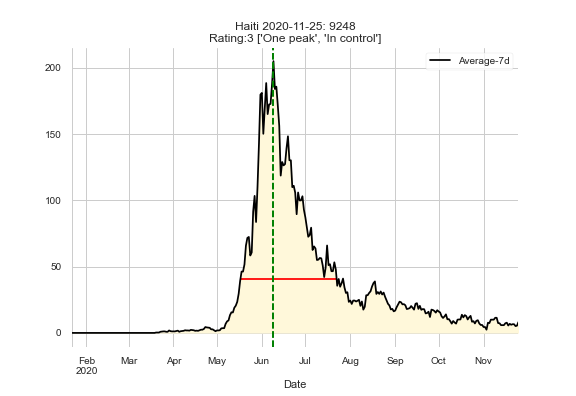 Haiti 2020-11-25: 9248
Rating:3 ['One peak', 'In control']
Average-7d
200
150
100
50
0
Feb Mar Apr May Jun Jul Aug Sep Oct Nov
2020
Date